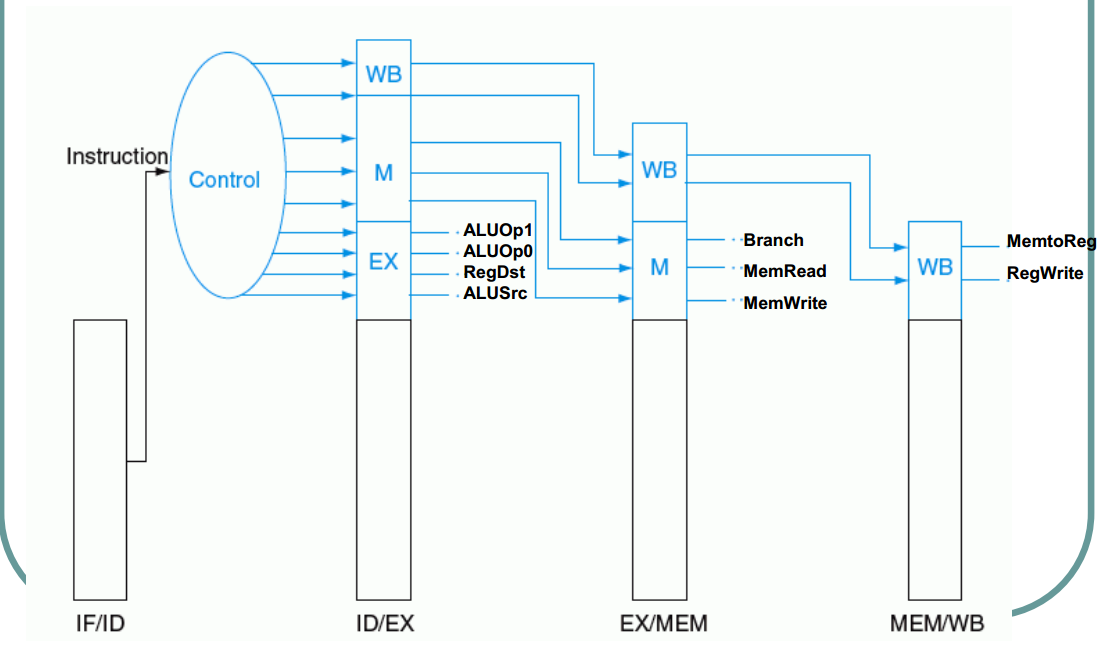 WB
Instruction
Control
M
WB
ALUOp1
ALUOp0
RegDst
ALUSrc
EX
Branch
MemRead
MemWrite
M
WB
MemtoReg
RegWrite
IF/ID
ID/EX
EX/MEM
MEM/WB